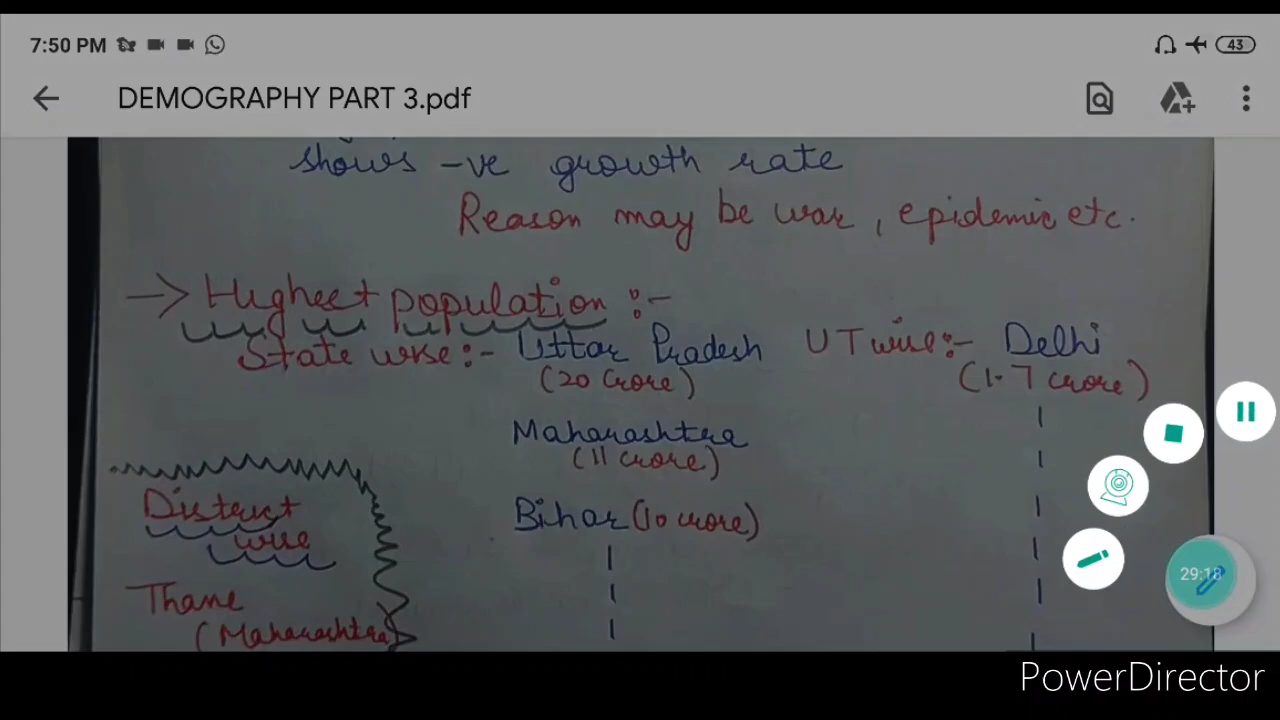 7:50 PM
43
DEMOGRAPHY PART 3.pdf
shows -ve growth rate
Reason may be war, epidemic etc.
→ Highest population :-
State wise :- Uttar Pradesh
(20 crore)
UT wise:- Delhi
(1.7 crore)
Maharashtra
(11 crore)
Bihar (10 crore)
District
wise
Thane
(Maharashtra)
29:18
PowerDirector